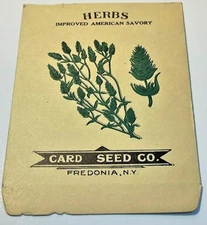 HERBS
IMPROVED AMERICAN SAVORY
CARD SEED CO.
FREDONIA, N.Y.